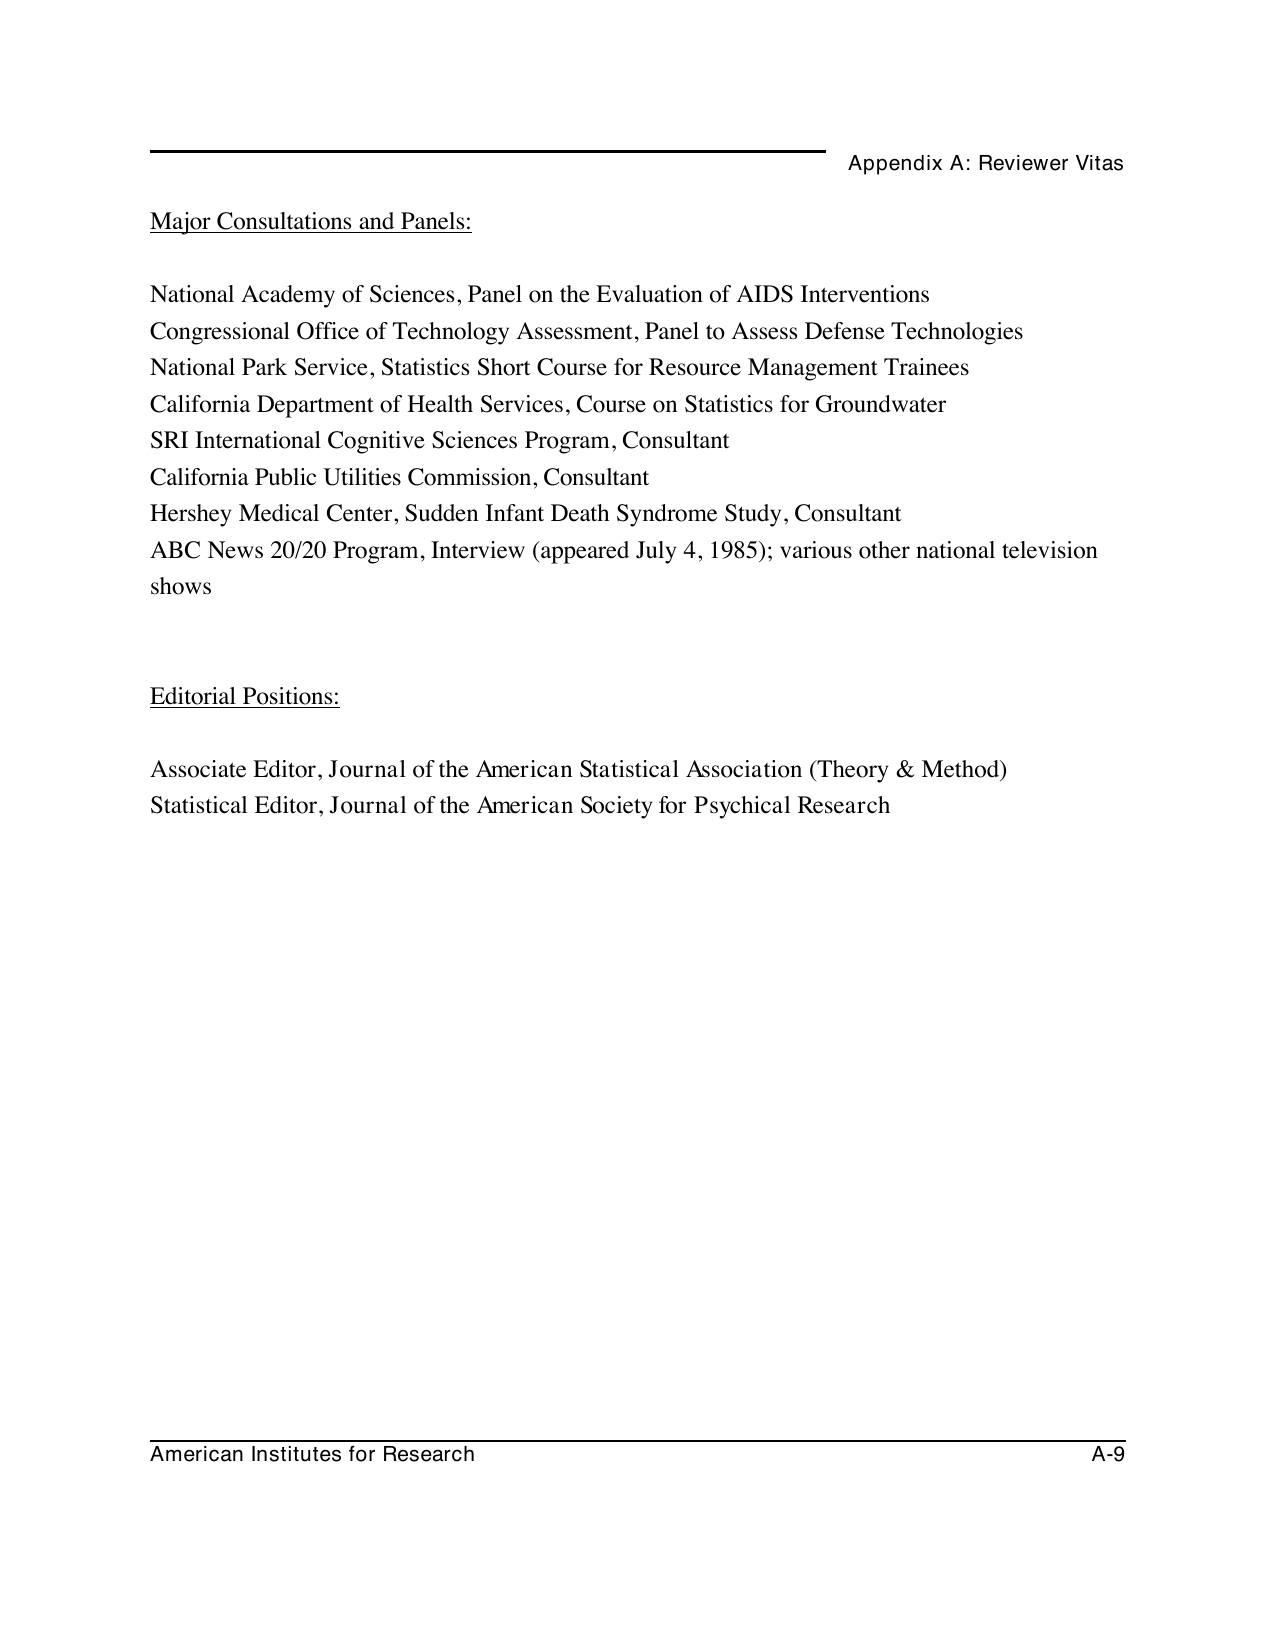 Appendix A: Reviewer Vitas
Major Consultations and Panels:
National Academy of Sciences, Panel on the Evaluation of AIDS Interventions
Congressional Office of Technology Assessment, Panel to Assess Defense Technologies
National Park Service, Statistics Short Course for Resource Management Trainees
California Department of Health Services, Course on Statistics for Groundwater
SRI International Cognitive Sciences Program, Consultant
California Public Utilities Commission, Consultant
Hershey Medical Center, Sudden Infant Death Syndrome Study, Consultant
ABC News 20/20 Program, Interview (appeared July 4, 1985); various other national television
shows
Editorial Positions:
Associate Editor, Journal of the American Statistical Association (Theory & Method)
Statistical Editor, Journal of the American Society for Psychical Research
American Institutes for Research A-9